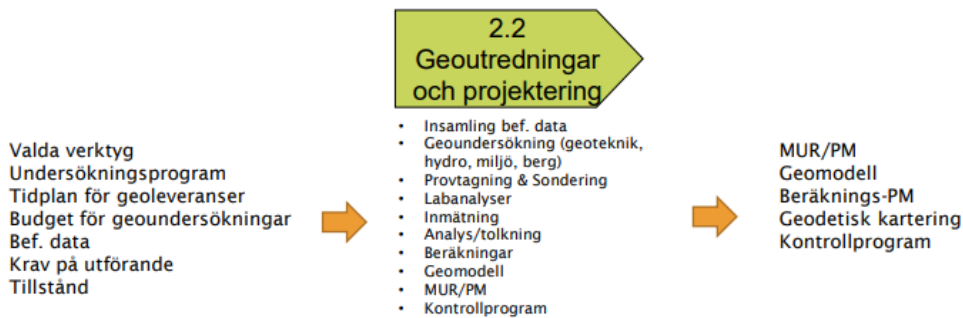 2.2
Geoutredningar
och projektering
Valda verktyg
Undersökningsprogram
Tidplan för geoleveranser
Budget för geoundersökningar
Bef. data
Krav på utförande
Tillstånd
• Insamling bef. data
• Geoundersökning (geoteknik,
hydro, miljö, berg)
• Provtagning & Sondering
• Labanalyser
• Inmätning
• Analys/tolkning
• Beräkningar
• Geomodell
• MUR/PM
• Kontrollprogram
MUR/PM
Geomodell
Beräknings-PM
Geodetisk kartering
Kontrollprogram